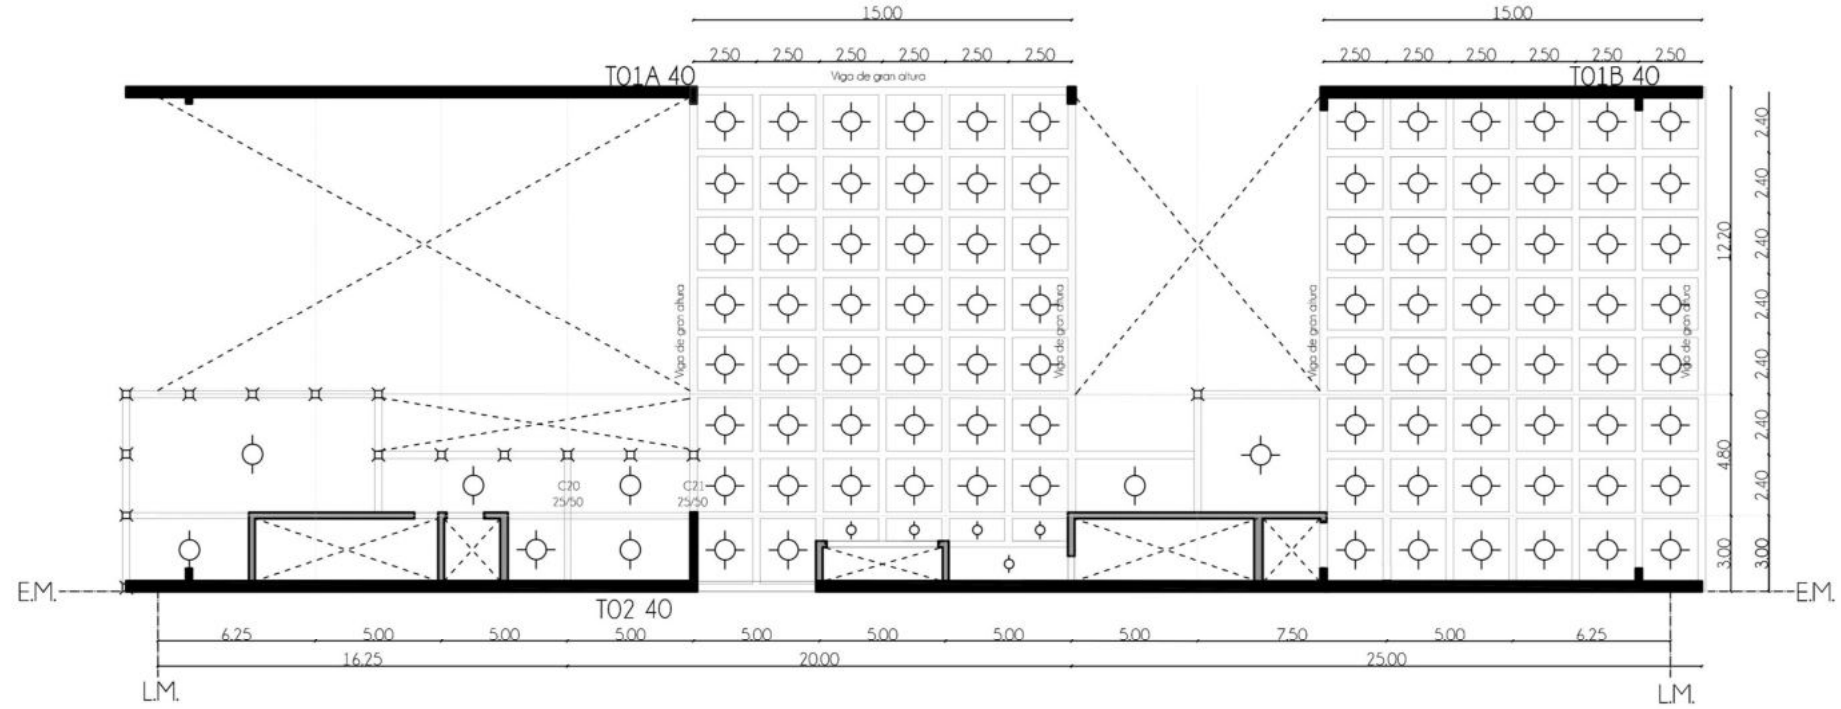 15.00 15.00
2.50 2.50 2.50 2.50 2.50 2.50 2.50 2.50 2.50 2.50 2.50 2.50
T01A 40 Viga de gran altura T01B 40
2.40
2.40
12.20 2.40
Viga de gran altura Viga de gran altura Viga de gran altura Viga de gran altura
2.40
2.40
2.40
4.80
C20 C21 2.40
25/50 25/50
3.00 3.00
E.M. E.M.
T02 40
6.25 5.00 5.00 5.00 5.00 5.00 5.00 5.00 7.50 5.00 6.25
16.25 20.00 25.00
L.M. L.M.